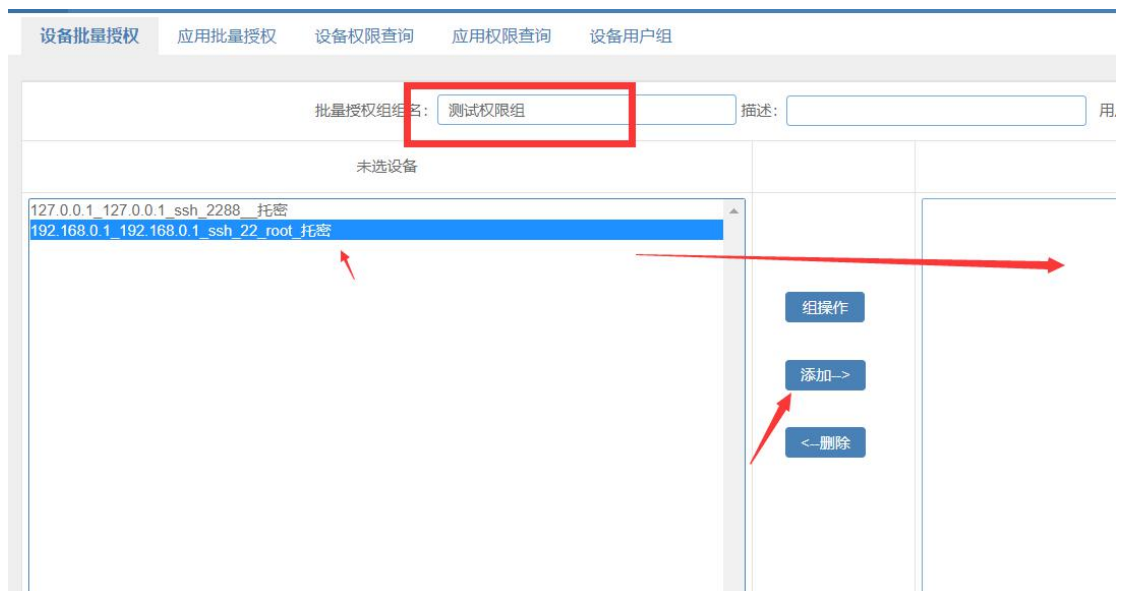 设备批量授权 应用批量授权 设备权限查询 应用权限查询 设备用户组
批量授权组组名: 测试权限组 描述: 用
未选设备
127.0.0.1_127.0.0.1_ssh_2288__托密
192.168.0.1_192.168.0.1_ssh_22_root_托密
组操作
添加-->
<--删除